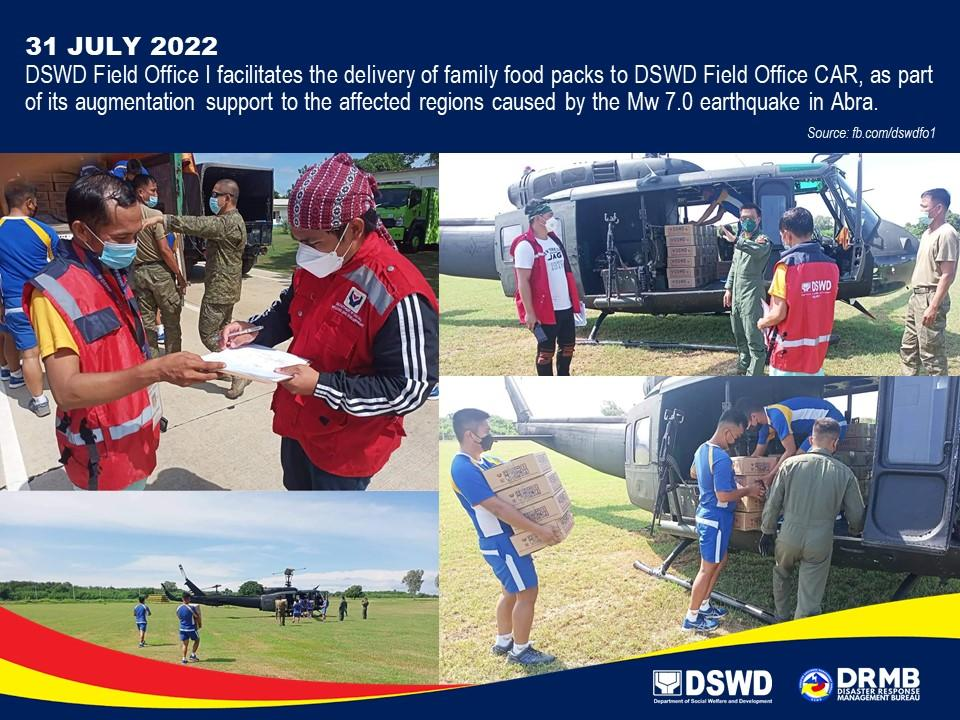 31 JULY 2022
DSWD Field Office I facilitates the delivery of family food packs to DSWD Field Office CAR, as part
of its augmentation support to the affected regions caused by the Mw 7.0 earthquake in Abra.
Source: fb.com/dswdfo1
DSWD
DSWD
Department of Social Welfare and Development
DRMB
DISASTER RESPONSE
MANAGEMENT BUREAU